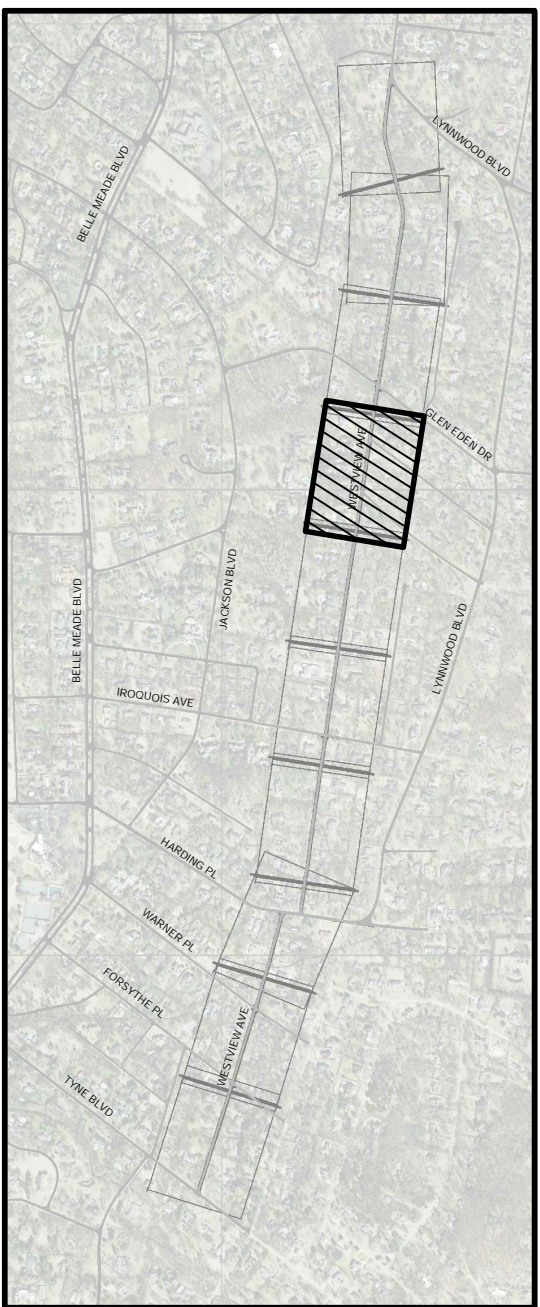 LYNNWOOD BLVD
BELLE MEADE BLVD
GLEN EDEN DR
WESTVIEW AVE
JACKSON BLVD
BELLE MEADE BLVD
LYNNWOOD BLVD
IROQUOIS AVE
HARDING PL
WARNER PL
FORSYTHE PL
WESTVIEW AVE
TYNE BLVD